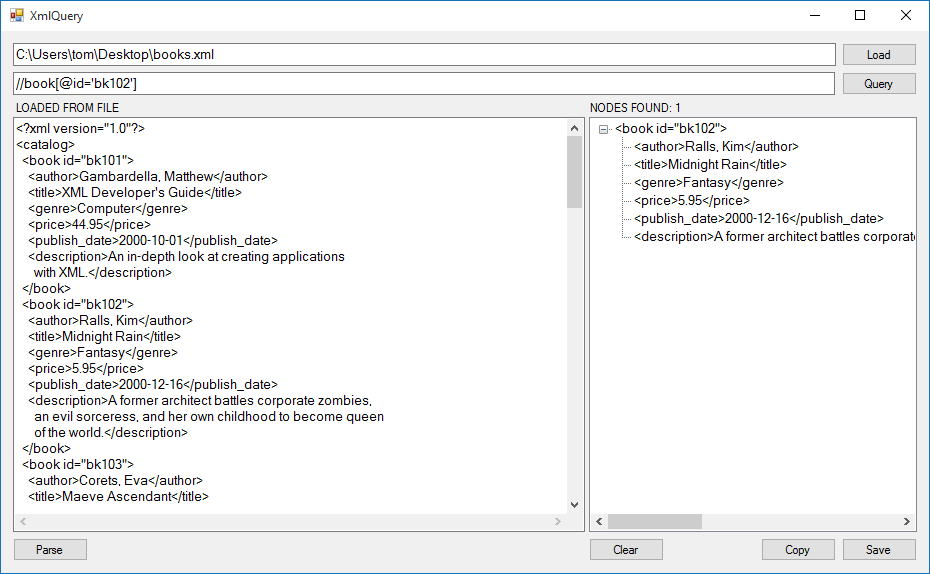 XmlQuery
C:\Users\tom\Desktop\books.xml
Load
//book[@id='bk102']
Query
LOADED FROM FILE
<?xml version="1.0"?>
<catalog>
<book id="bk101">
<author>Gambardella, Matthew</author>
<title>XML Developer's Guide</title>
<genre>Computer</genre>
<price>44.95</price>
<publish_date>2000-10-01</publish_date>
<description>An in-depth look at creating applications
with XML.</description>
</book>
<book id="bk102">
<author>Ralls, Kim</author>
<title>Midnight Rain</title>
<genre>Fantasy</genre>
<price>5.95</price>
<publish_date>2000-12-16</publish_date>
<description>A former architect battles corporate zombies,
an evil sorceress, and her own childhood to become queen
of the world.</description>
</book>
<book id="bk103">
<author>Corets, Eva</author>
<title>Maeve Ascendant</title>
NODES FOUND: 1
<book id="bk102">
<author>Ralls, Kim</author>
<title>Midnight Rain</title>
<genre>Fantasy</genre>
<price>5.95</price>
<publish_date>2000-12-16</publish_date>
<description>A former architect battles corporat
Parse
Clear
Copy
Save